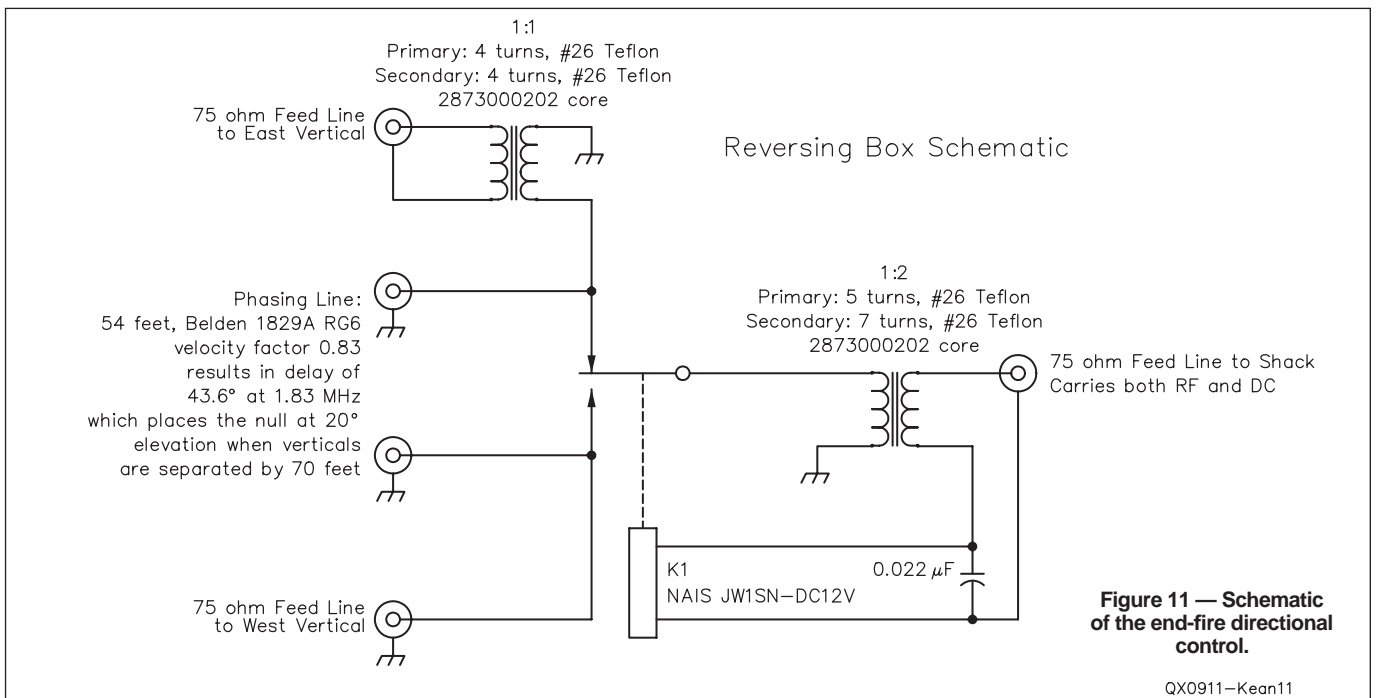 1:1
Primary: 4 turns, #26 Teflon
Secondary: 4 turns, #26 Teflon
2873000202 core
75 ohm Feed Line
to East Vertical
Reversing Box Schematic
Phasing Line:
54 feet, Belden 1829A RG6
velocity factor 0.83
results in delay of
43.6° at 1.83 MHz
which places the null at 20°
elevation when verticals
are separated by 70 feet
1:2
Primary: 5 turns, #26 Teflon
Secondary: 7 turns, #26 Teflon
2873000202 core
75 ohm Feed Line to Shack
Carries both RF and DC
K1
NAIS JW1SN-DC12V
0.022 µF
75 ohm Feed Line
to West Vertical
Figure 11 — Schematic
of the end-fire directional
control.
QX0911-Kean11